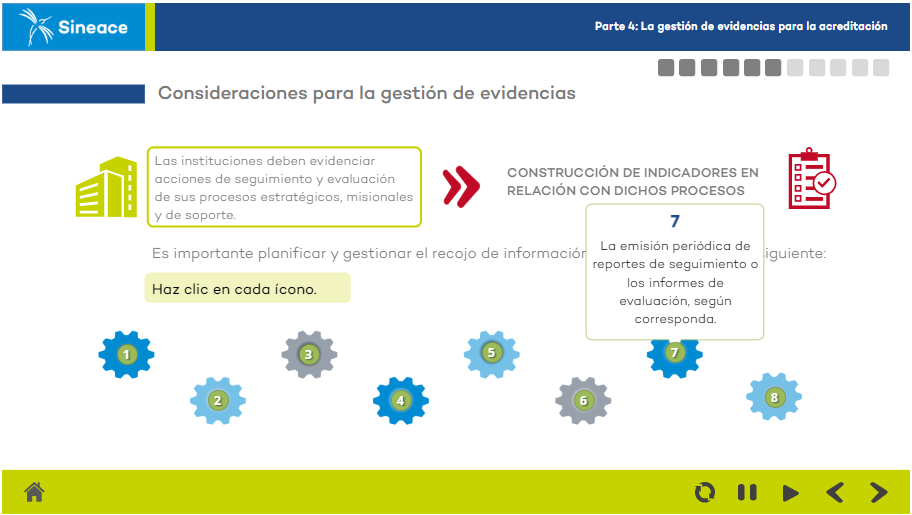 Sineace
Parte 4: La gestión de evidencias para la acreditación
Consideraciones para la gestión de evidencias
Las instituciones deben evidenciar
acciones de seguimiento y evaluación
de sus procesos estratégicos, misionales
y de soporte.
CONSTRUCCIÓN DE INDICADORES EN
RELACIÓN CON DICHOS PROCESOS
Es importante planificar y gestionar el recojo de información
iguiente:
7
La emisión periódica de
reportes de seguimiento o
los informes de
evaluación, según
corresponda.
Haz clic en cada ícono.
1
2
3
4
5
6
7
8